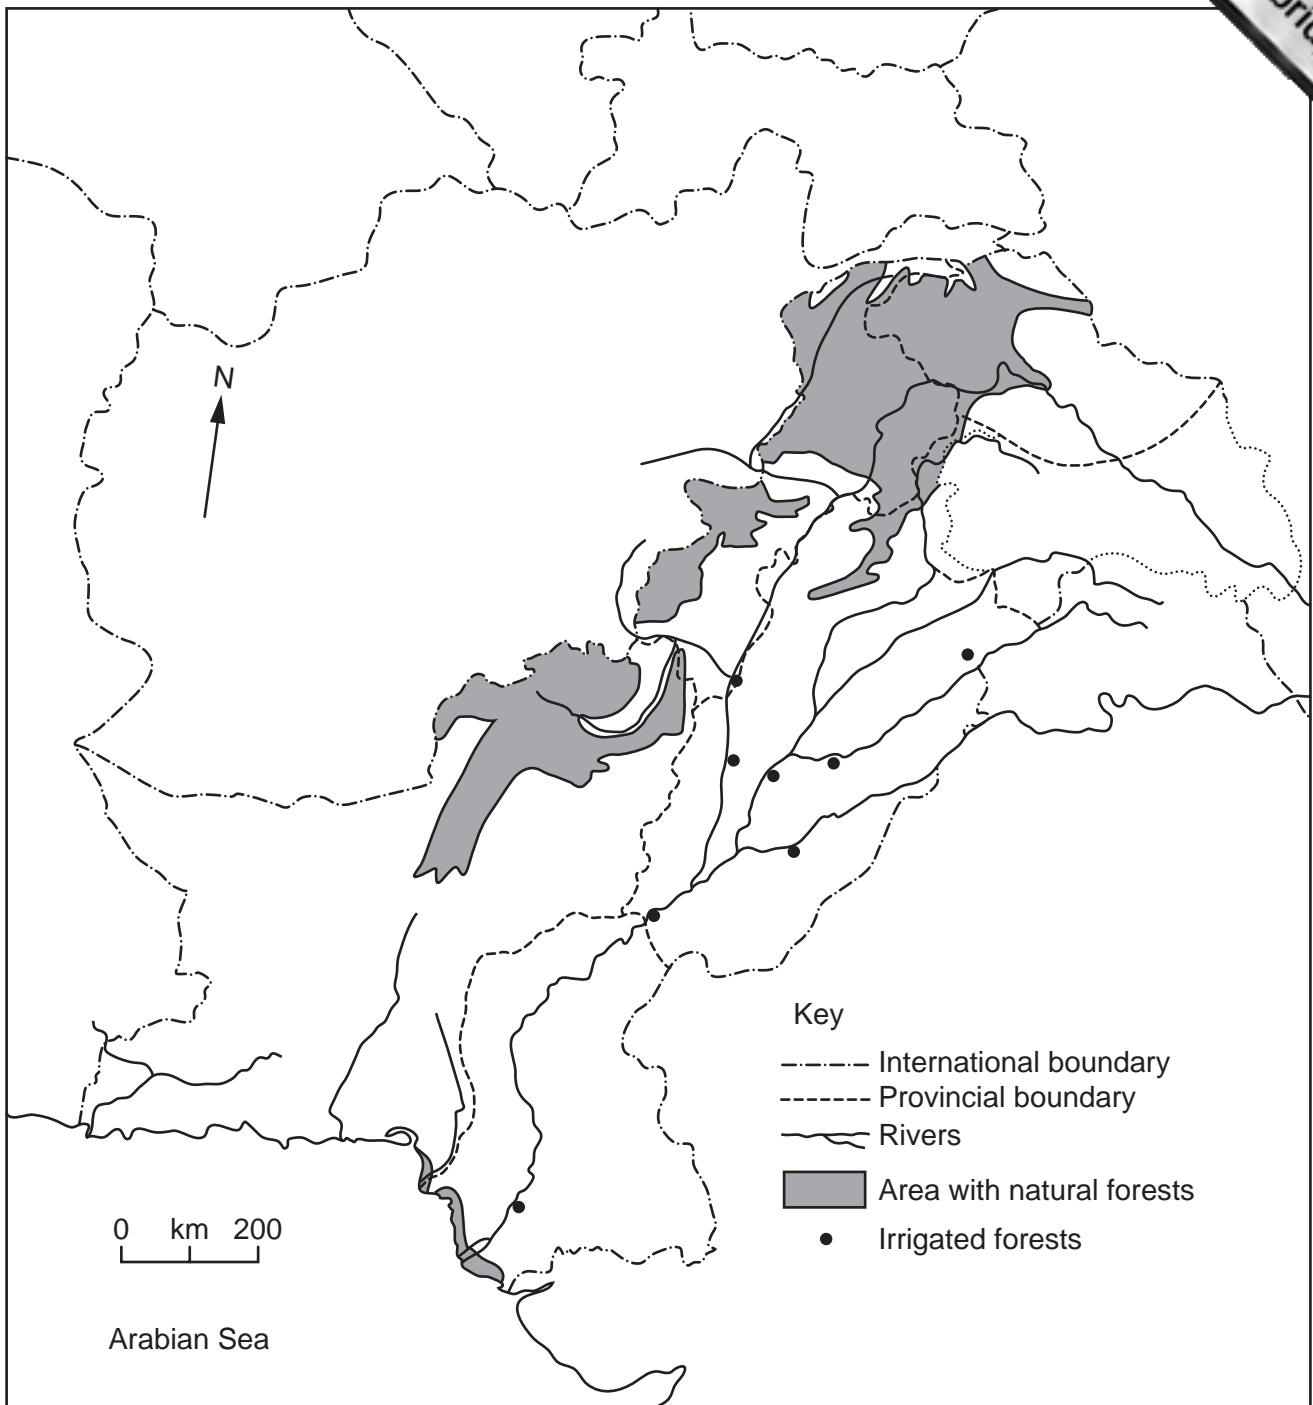 N
Key
International boundary
Provincial boundary
Rivers
Area with natural forests
Irrigated forests
0 km 200
Arabian Sea